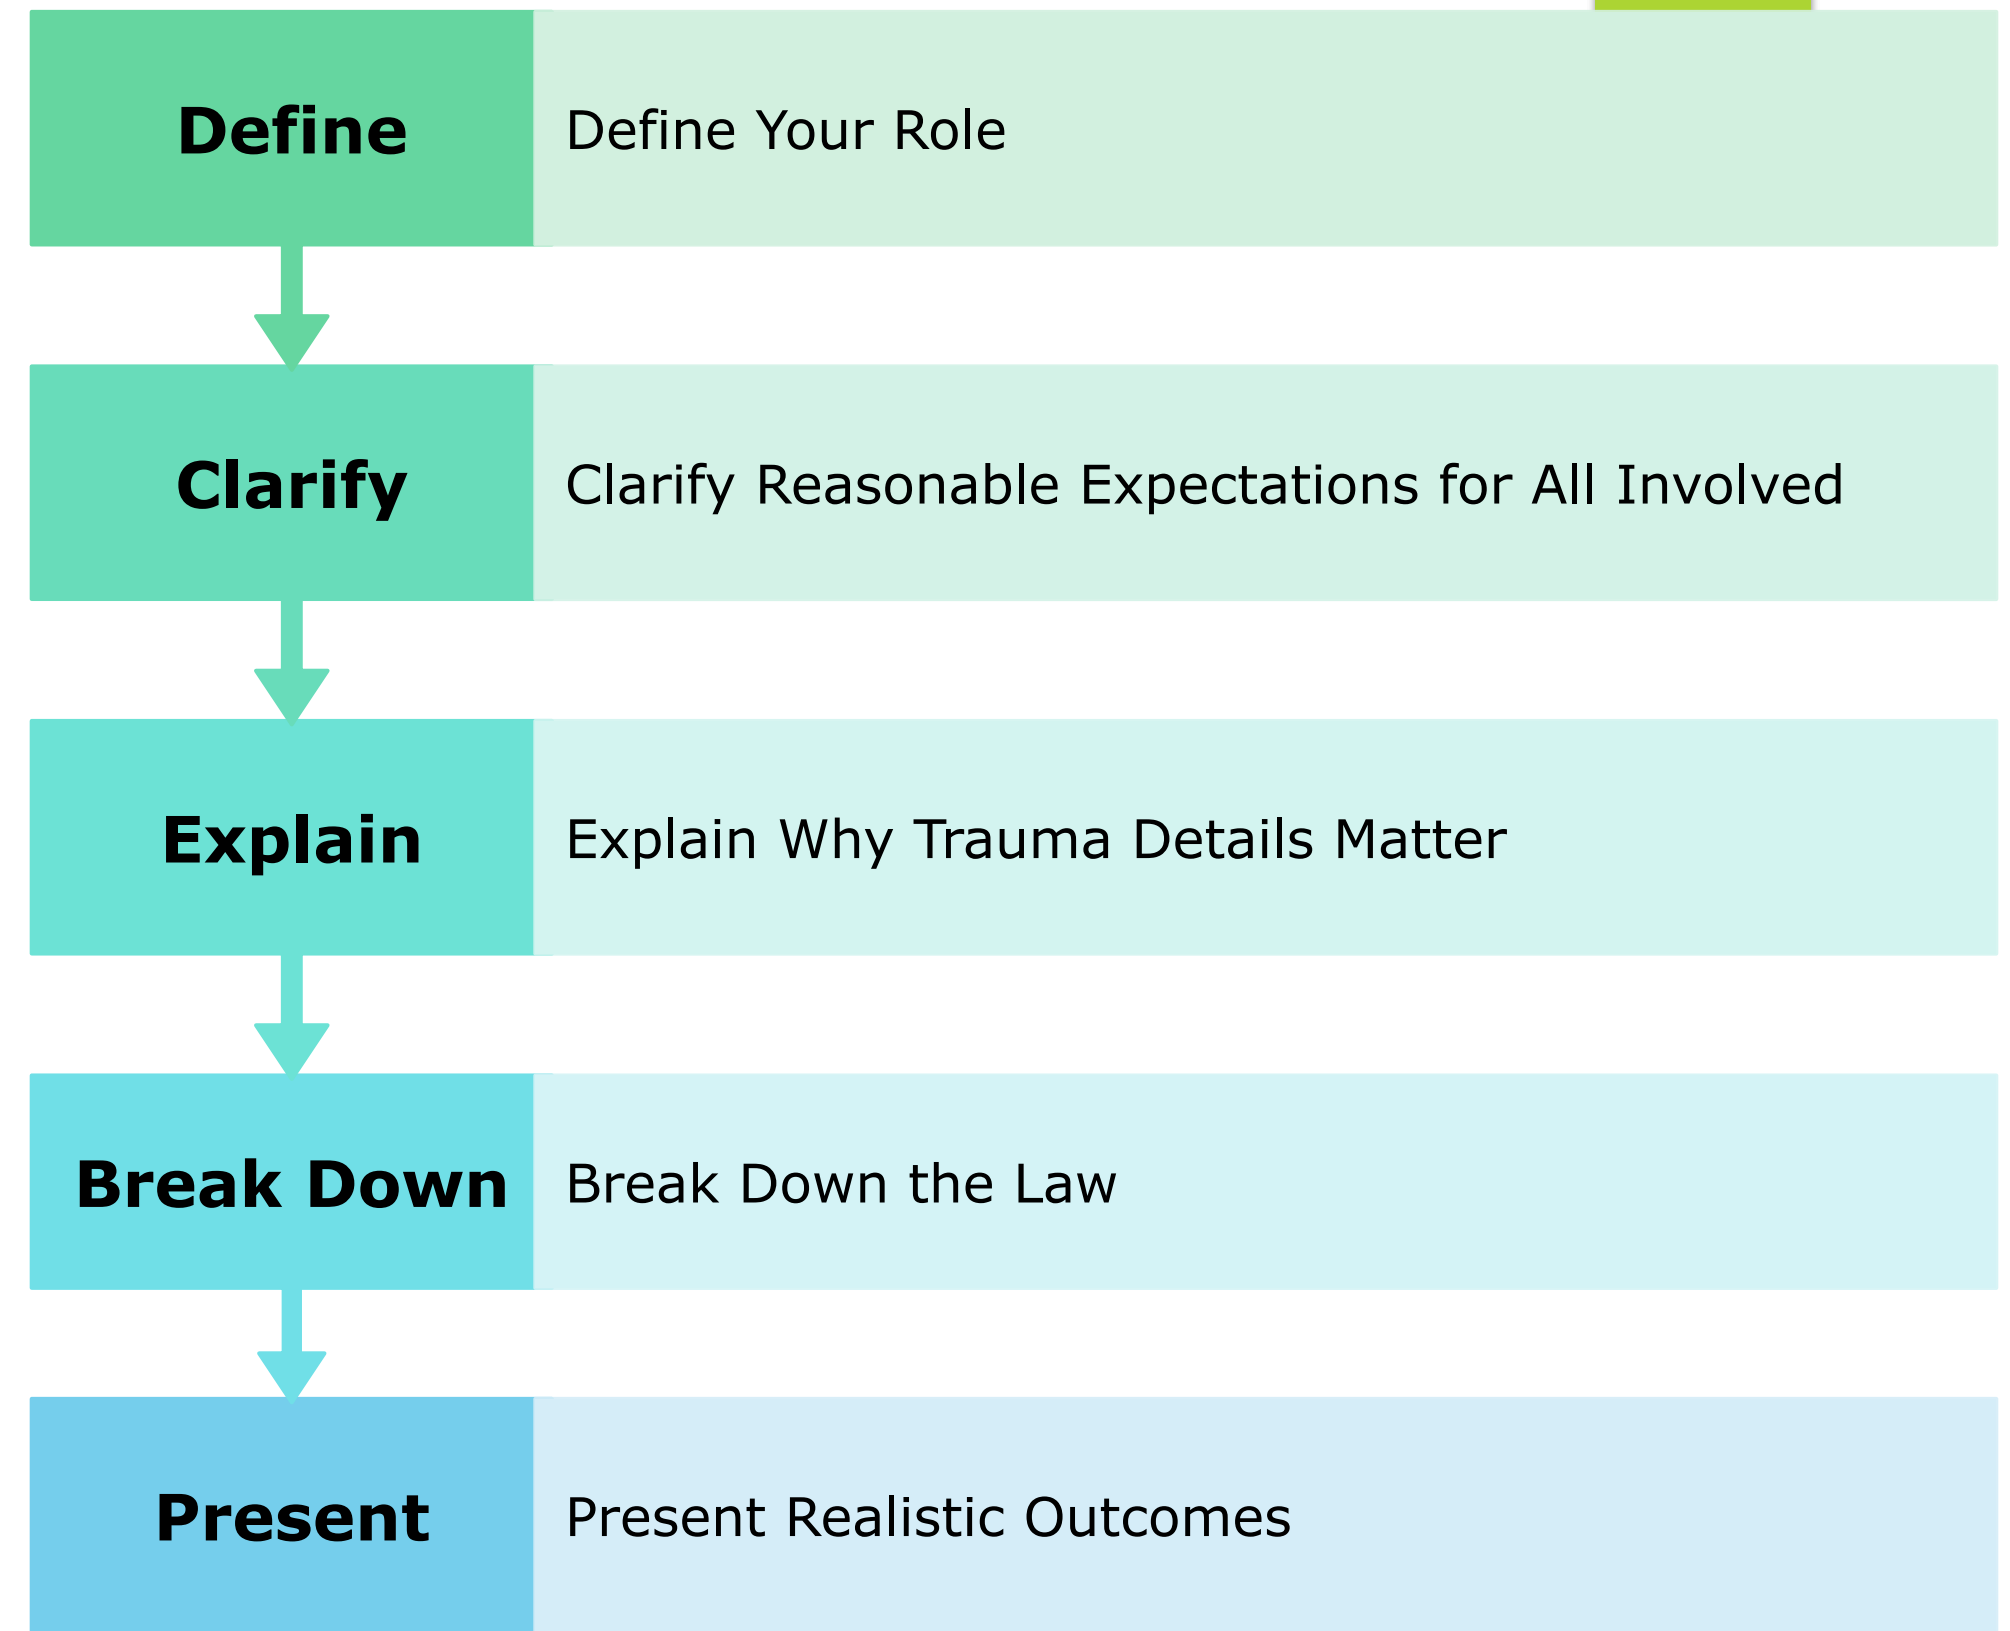 Define
Define Your Role
Clarify
Clarify Reasonable Expectations for All Involved
Explain
Explain Why Trauma Details Matter
Break Down
Break Down the Law
Present
Present Realistic Outcomes